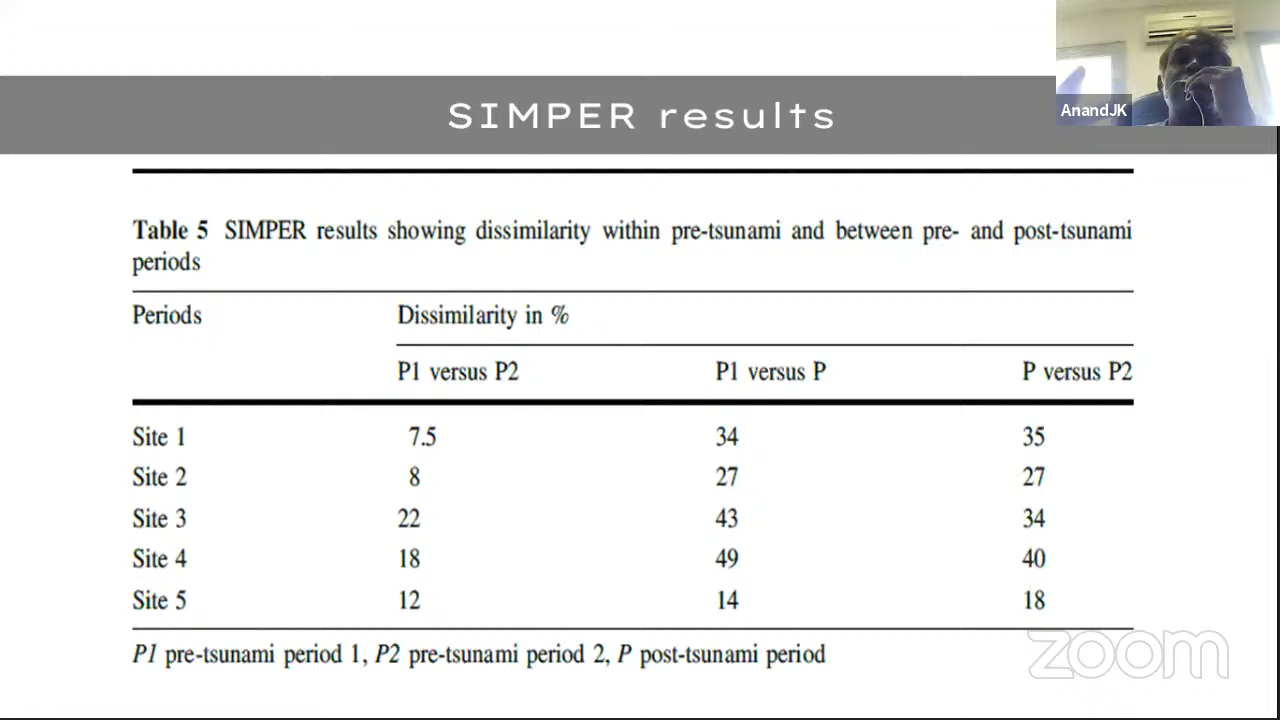 SIMPER results
AnandJK
Table 5 SIMPER results showing dissimilarity within pre-tsunami and between pre- and post-tsunami
periods
Periods Dissimilarity in %
P1 versus P2 P1 versus P P versus P2
Site 1 7.5 34 35
Site 2 8 27 27
Site 3 22 43 34
Site 4 18 49 40
Site 5 12 14 18
P1 pre-tsunami period 1, P2 pre-tsunami period 2, P post-tsunami period
zoom